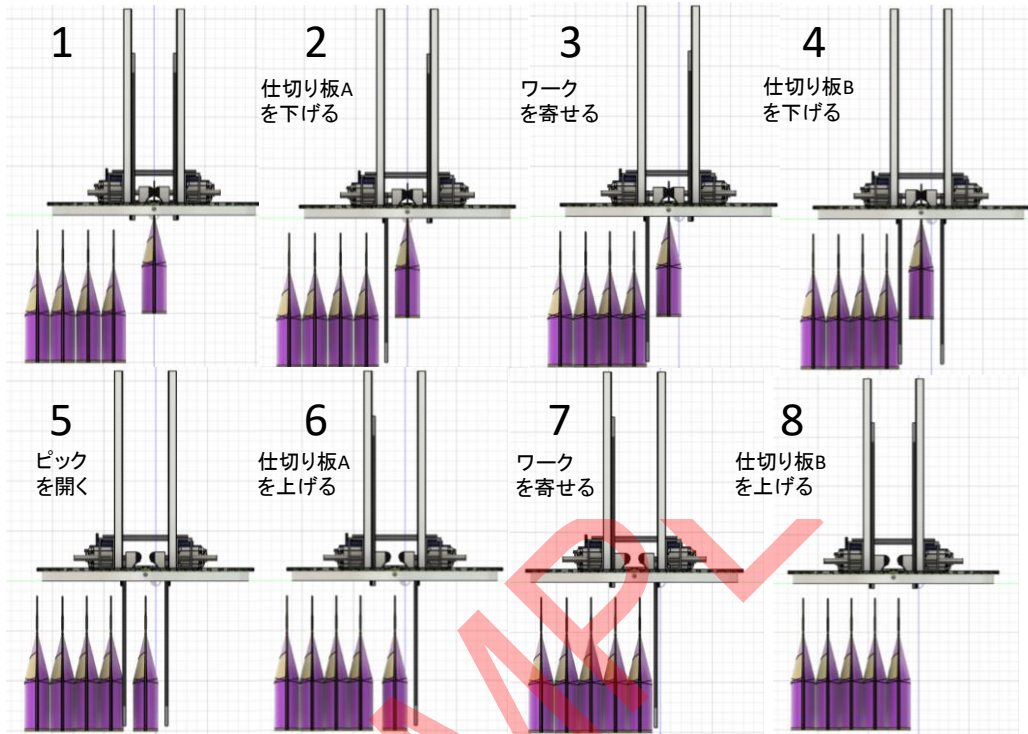 1
2
仕切り板A
を下げる
3
ワーク
を寄せる
4
仕切り板B
を下げる
5
ピック
を開く
6
仕切り板A
を上げる
7
ワーク
を寄せる
8
仕切り板B
を上げる